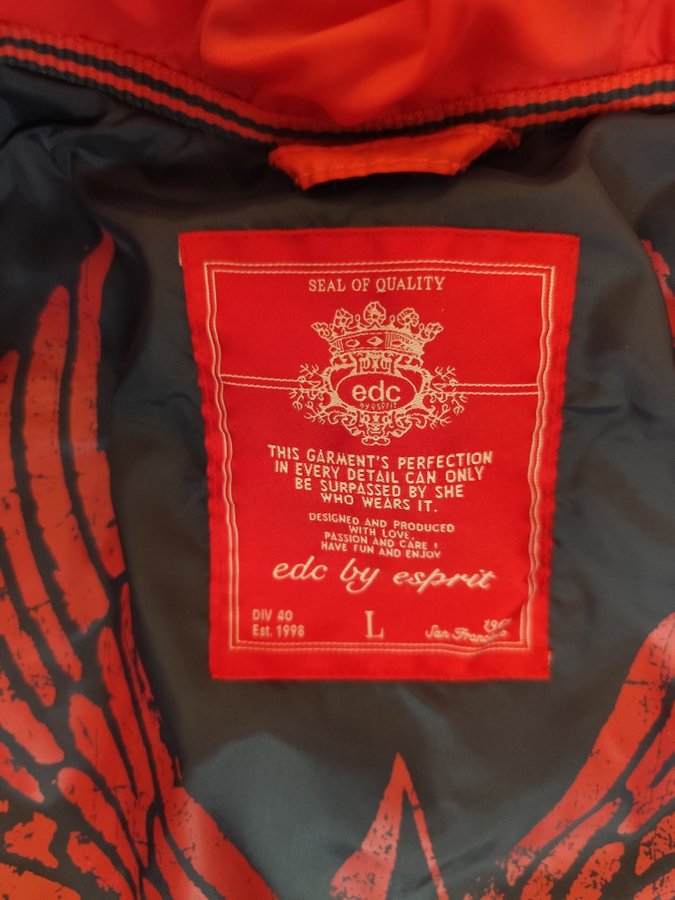 SEAL OF QUALITY
edc
by esprit
THIS GARMENT'S PERFECTION
IN EVERY DETAIL CAN ONLY
BE SURPASSED BY SHE
WHO WEARS IT.
DESIGNED AND PRODUCED
WITH LOVE,
PASSION AND CARE!
HAVE FUN AND ENJOY
edc by esprit
DIV 40
Est. 1998
L
San Francisco